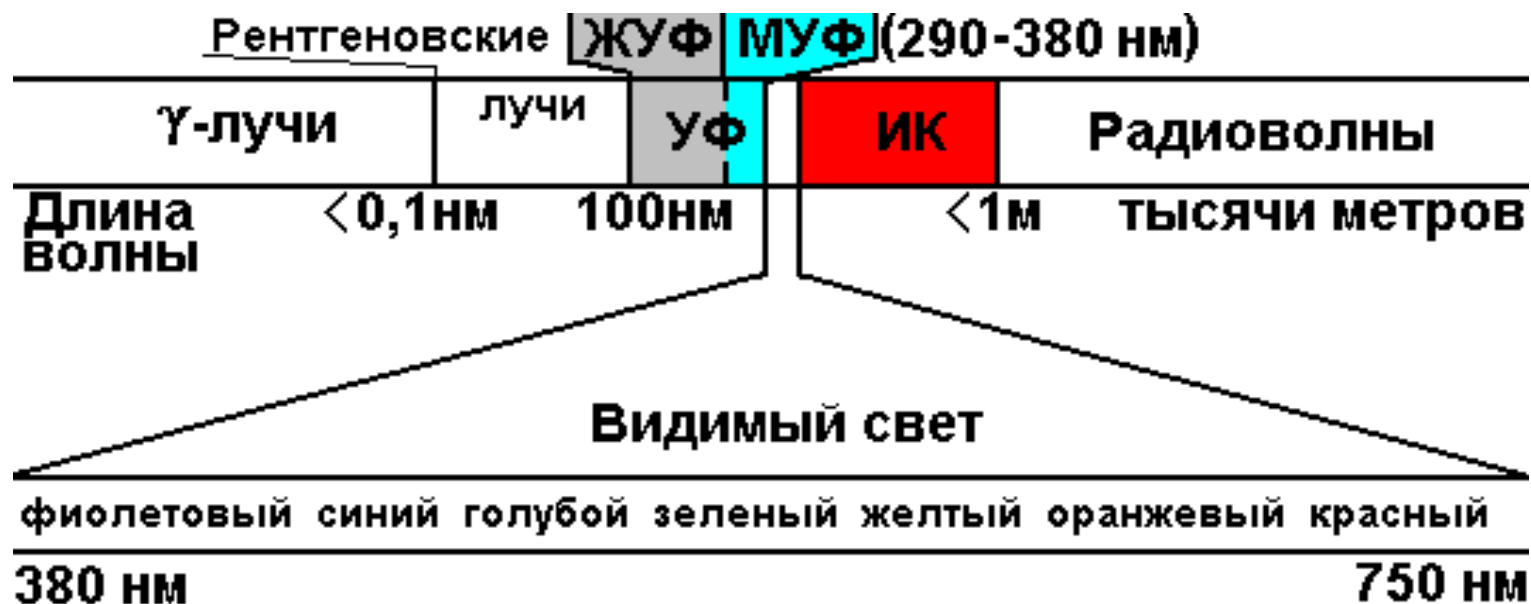 Рентгеновские ЖУФ МУФ (290-380 нм)
γ-лучи лучи УФ ИК Радиоволны
Длина волны <0,1нм 100нм <1м тысячи метров
Видимый свет
фиолетовый синий голубой зеленый желтый оранжевый красный
380 нм 750 нм